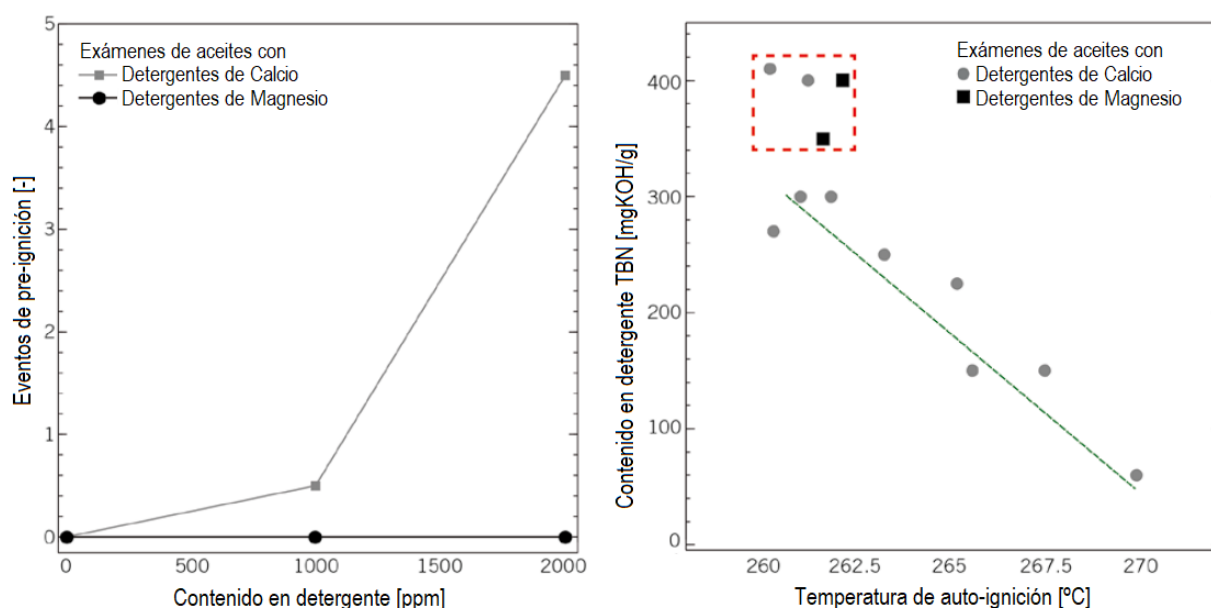 Exámenes de aceites con
Detergentes de Calcio
Detergentes de Magnesio
Eventos de pre-ignición [-]
5
4
3
2
1
0
0
500
1000
1500
2000
Contenido en detergente [ppm]
Exámenes de aceites con
Detergentes de Calcio
Detergentes de Magnesio
Contenido en detergente TBN [mgKOH/g]
400
300
200
100
0
260
262.5
265
267.5
270
Temperatura de auto-ignición [ºC]